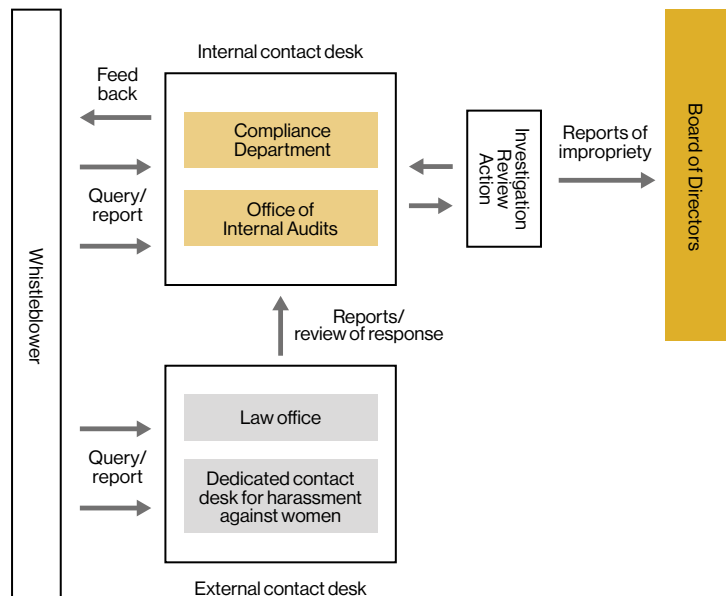 Internal contact desk
Feed
back
Compliance
Department
Query/
report
Office of
Internal Audits
Investigation
Review
Action
Reports of
impropriety
Board of Directors
Whistleblower
Reports/
review of response
Law office
Query/
report
Dedicated contact
desk for harassment
against women
External contact desk